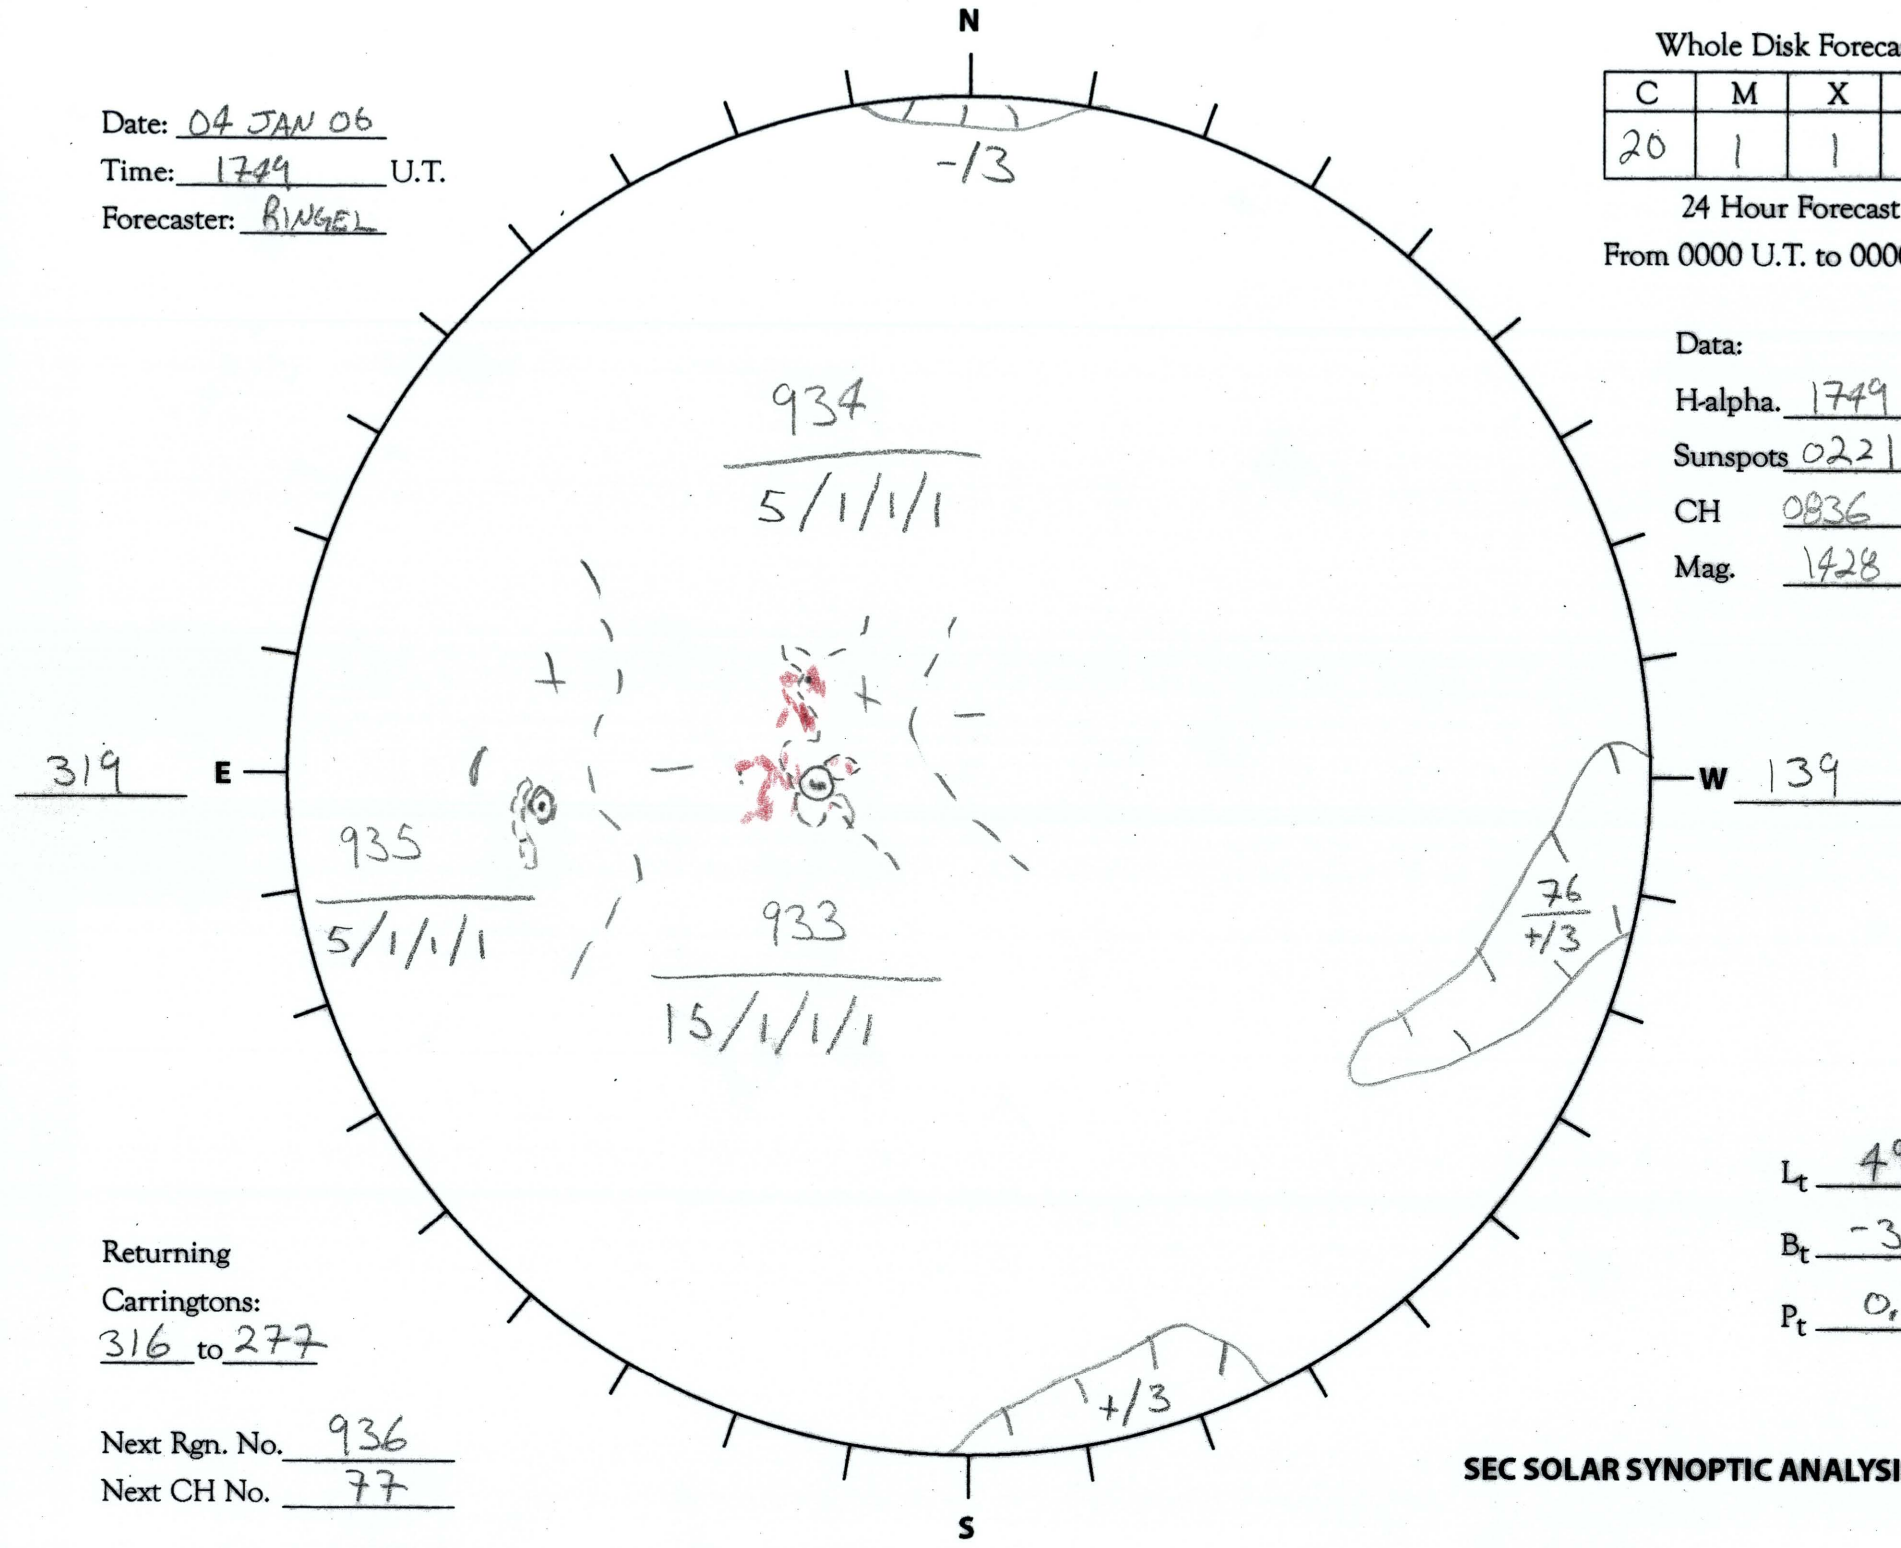 N
Whole Disk Foreca
C M X
20 1 1
24 Hour Forecast
From 0000 U.T. to 000
Date: 04 JAN 06
Time: 1749 U.T.
Forecaster: RINGEL
-/3
Data:
H-alpha. 1749
Sunspots 0221
CH 0836
Mag. 1428
934
5/1/1/1
+
+
-
-
319 E
W 139
935
5/1/1/1
933
15/1/1/1
76
+/3
Lt 49
Bt -3
Pt 0.
Returning
Carringtons:
316 to 277
+/3
Next Rgn. No. 936
Next CH No. 77
SEC SOLAR SYNOPTIC ANALYSI
S